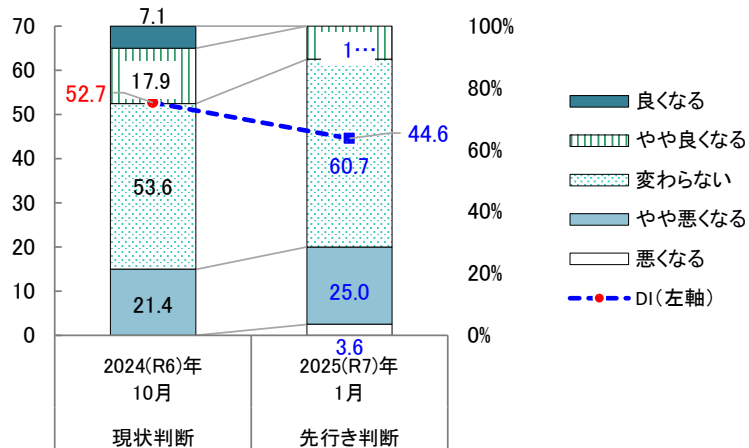 7.1
70
60
50
40
30
20
10
0
52.7
17.9
53.6
21.4
1…
60.7
25.0
3.6
44.6
100%
80%
60%
40%
20%
0%
良くなる
やや良くなる
変わらない
やや悪くなる
悪くなる
DI(左軸)
2024(R6)年
10月
2025(R7)年
1月
現状判断
先行き判断